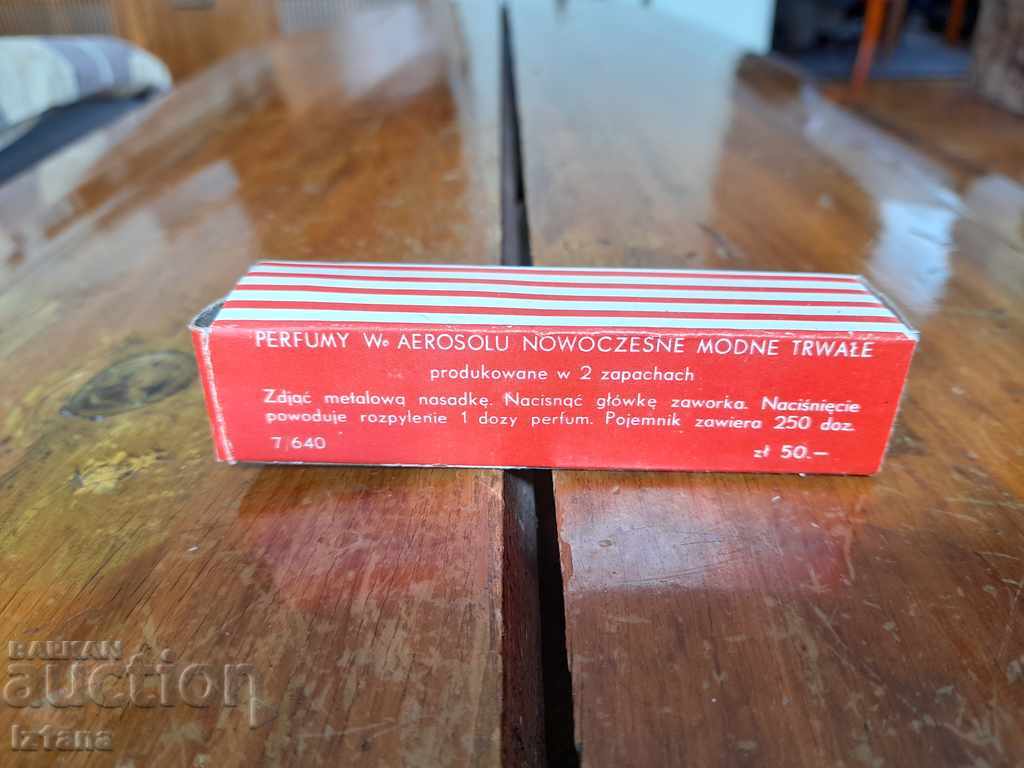 PERFUMY We AEROSOLU NOWOCZESNE MODNE TRWAŁE
produkowane w 2 zapachach
Zdjąć metalową nasadkę. Nacisnąć główkę zaworka. Naciśnięcie
powoduje rozpylenie 1 dozy perfum. Pojemnik zawiera 250 doz.
7/640 zł 50.–
BALKAN
auction
iztana